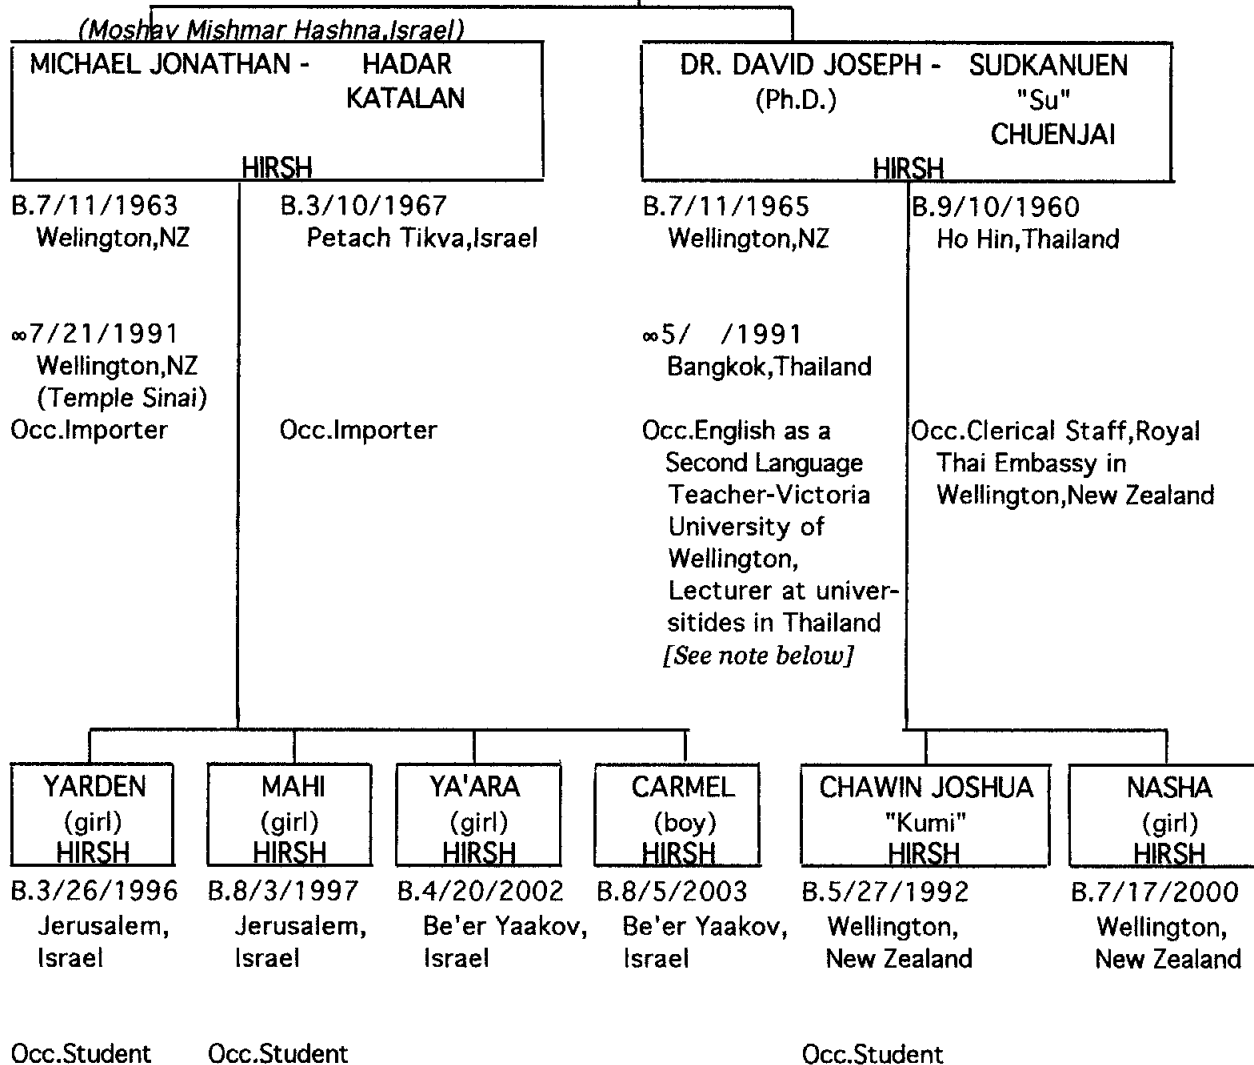 (Moshav Mishmar Hashna,Israel)
MICHAEL JONATHAN - HADAR
KATALAN
HIRSH
B.7/11/1963 B.3/10/1967
Welington,NZ Petach Tikva,Israel
∞7/21/1991
Wellington,NZ
(Temple Sinai)
Occ.Importer Occ.Importer
DR. DAVID JOSEPH - SUDKANUEN
(Ph.D.) "Su"
CHUENJAI
HIRSH
B.7/11/1965 B.9/10/1960
Wellington,NZ Ho Hin,Thailand
∞5/ /1991
Bangkok,Thailand
Occ.English as a
Second Language
Teacher-Victoria
University of
Wellington,
Lecturer at univer-
sitides in Thailand
[See note below]
Occ.Clerical Staff,Royal
Thai Embassy in
Wellington,New Zealand
YARDEN
(girl)
HIRSH
B.3/26/1996
Jerusalem,
Israel
Occ.Student
MAHI
(girl)
HIRSH
B.8/3/1997
Jerusalem,
Israel
Occ.Student
YA'ARA
(girl)
HIRSH
B.4/20/2002
Be'er Yaakov,
Israel
CARMEL
(boy)
HIRSH
B.8/5/2003
Be'er Yaakov,
Israel
CHAWIN JOSHUA
"Kumi"
HIRSH
B.5/27/1992
Wellington,
New Zealand
Occ.Student
NASHA
(girl)
HIRSH
B.7/17/2000
Wellington,
New Zealand